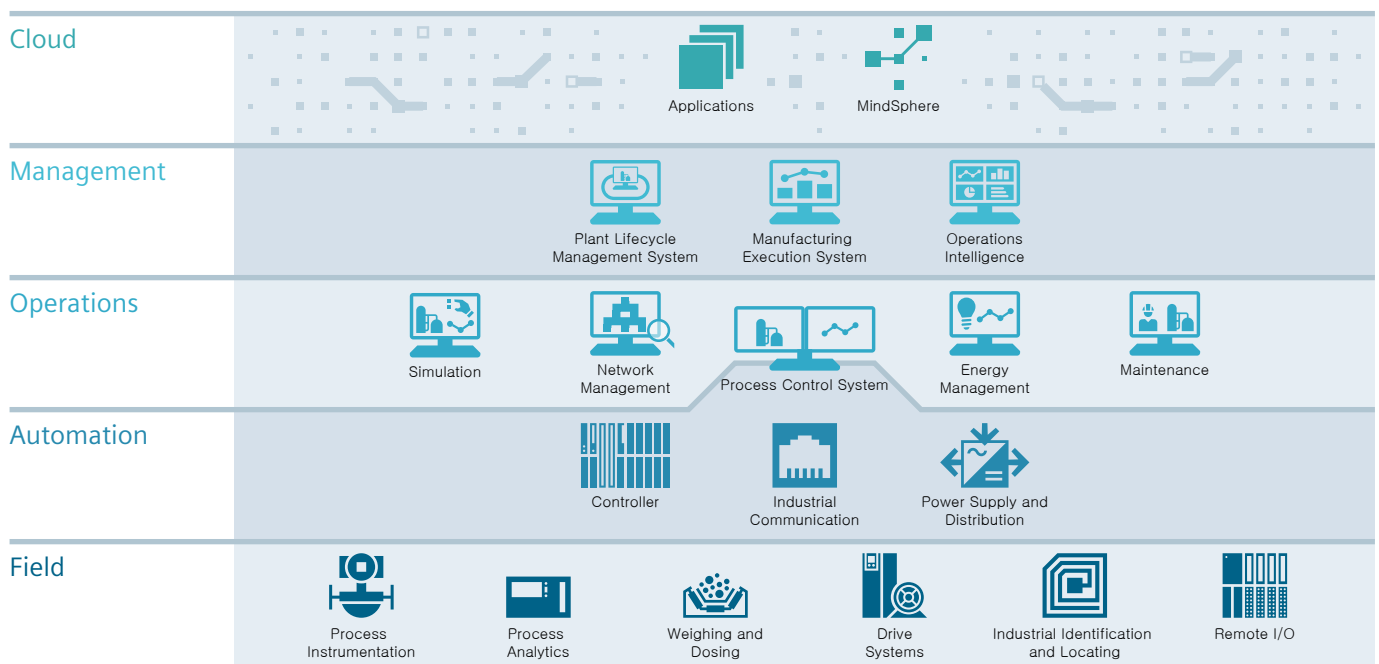 Cloud
Applications
MindSphere
Management
Plant Lifecycle
Management System
Manufacturing
Execution System
Operations
Intelligence
Operations
Simulation
Network
Management
Process Control System
Energy
Management
Maintenance
Automation
Controller
Industrial
Communication
Power Supply and
Distribution
Field
Process
Instrumentation
Process
Analytics
Weighing and
Dosing
Drive
Systems
Industrial Identification
and Locating
Remote I/O